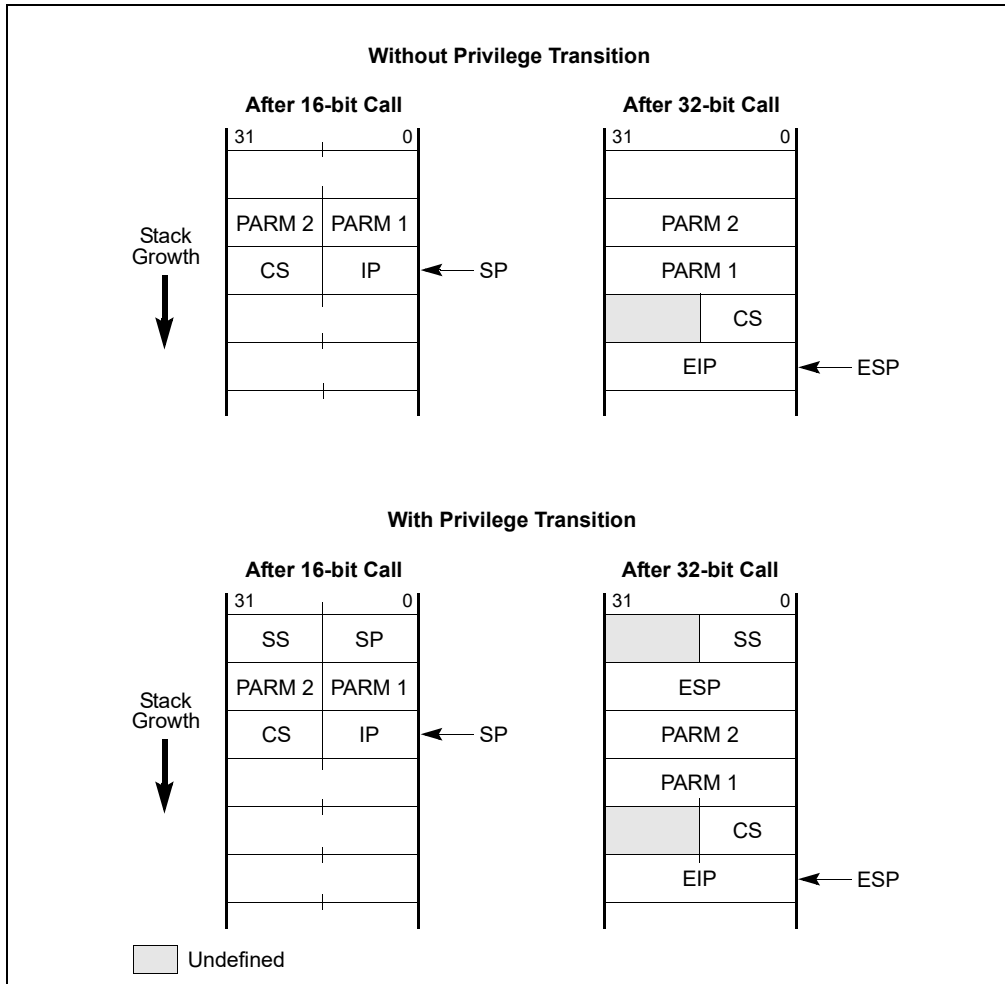 Without Privilege Transition
After 16-bit Call
After 32-bit Call
31 0
31 0
PARM 2 PARM 1
PARM 2
Stack
Growth
CS IP
SP
PARM 1
CS
EIP
ESP
With Privilege Transition
After 16-bit Call
After 32-bit Call
31 0
31 0
SS SP
SS
PARM 2 PARM 1
ESP
Stack
Growth
CS IP
SP
PARM 2
PARM 1
CS
EIP
ESP
Undefined